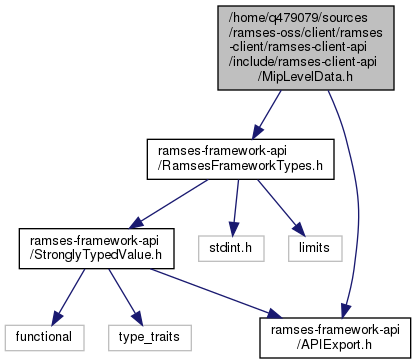 /home/q479079/sources
/ramses-oss/client/ramses
-client/ramses-client-api
/include/ramses-client-api
/MipLevelData.h
ramses-framework-api
/RamsesFrameworkTypes.h
ramses-framework-api
/StronglyTypedValue.h
stdint.h
limits
functional
type_traits
ramses-framework-api
/APIExport.h